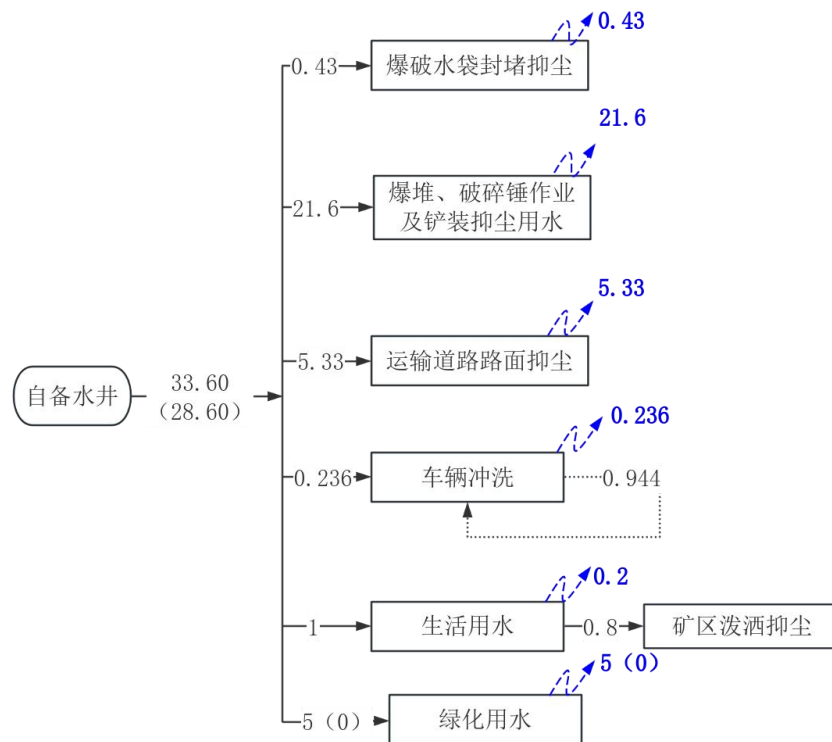 0.43
0.43
爆破水袋封堵抑尘
21.6
21.6
爆堆、破碎锤作业
及铲装抑尘用水
5.33
5.33
运输道路路面抑尘
自备水井
33.60
(28.60)
0.236
0.236
车辆冲洗
0.944
0.2
1
生活用水
0.8
矿区泼洒抑尘
5（0）
5（0）
绿化用水